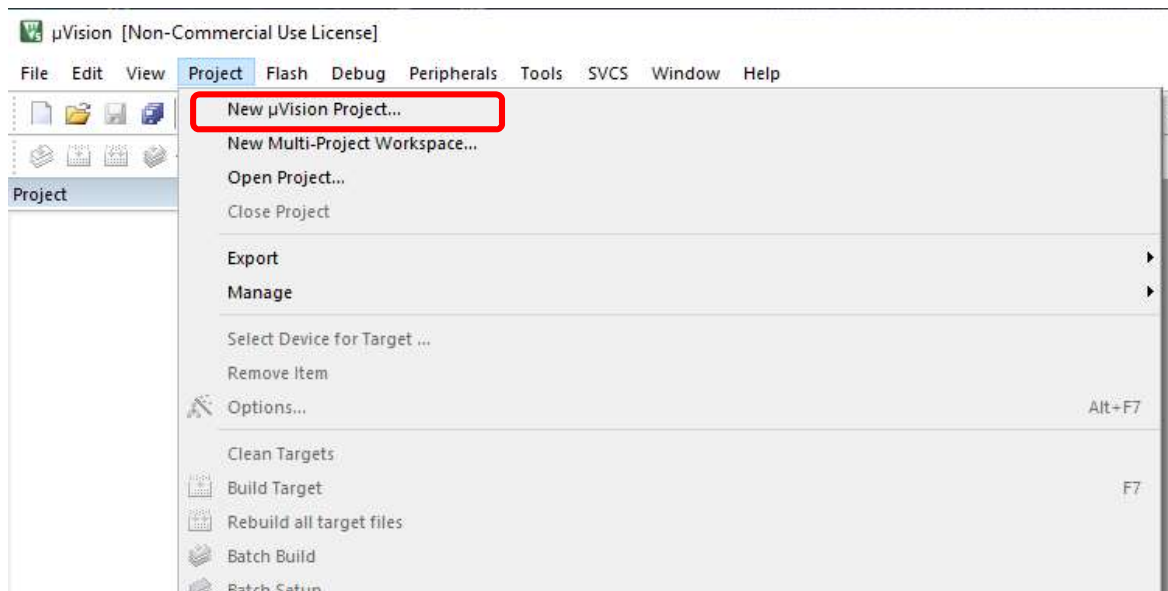 µVision [Non-Commercial Use License]
File Edit View Project Flash Debug Peripherals Tools SVCS Window Help
New µVision Project...
New Multi-Project Workspace...
Project
Open Project...
Close Project
Export
Manage
Select Device for Target ...
Remove Item
Options... Alt+F7
Clean Targets
Build Target F7
Rebuild all target files
Batch Build
Batch Setup...